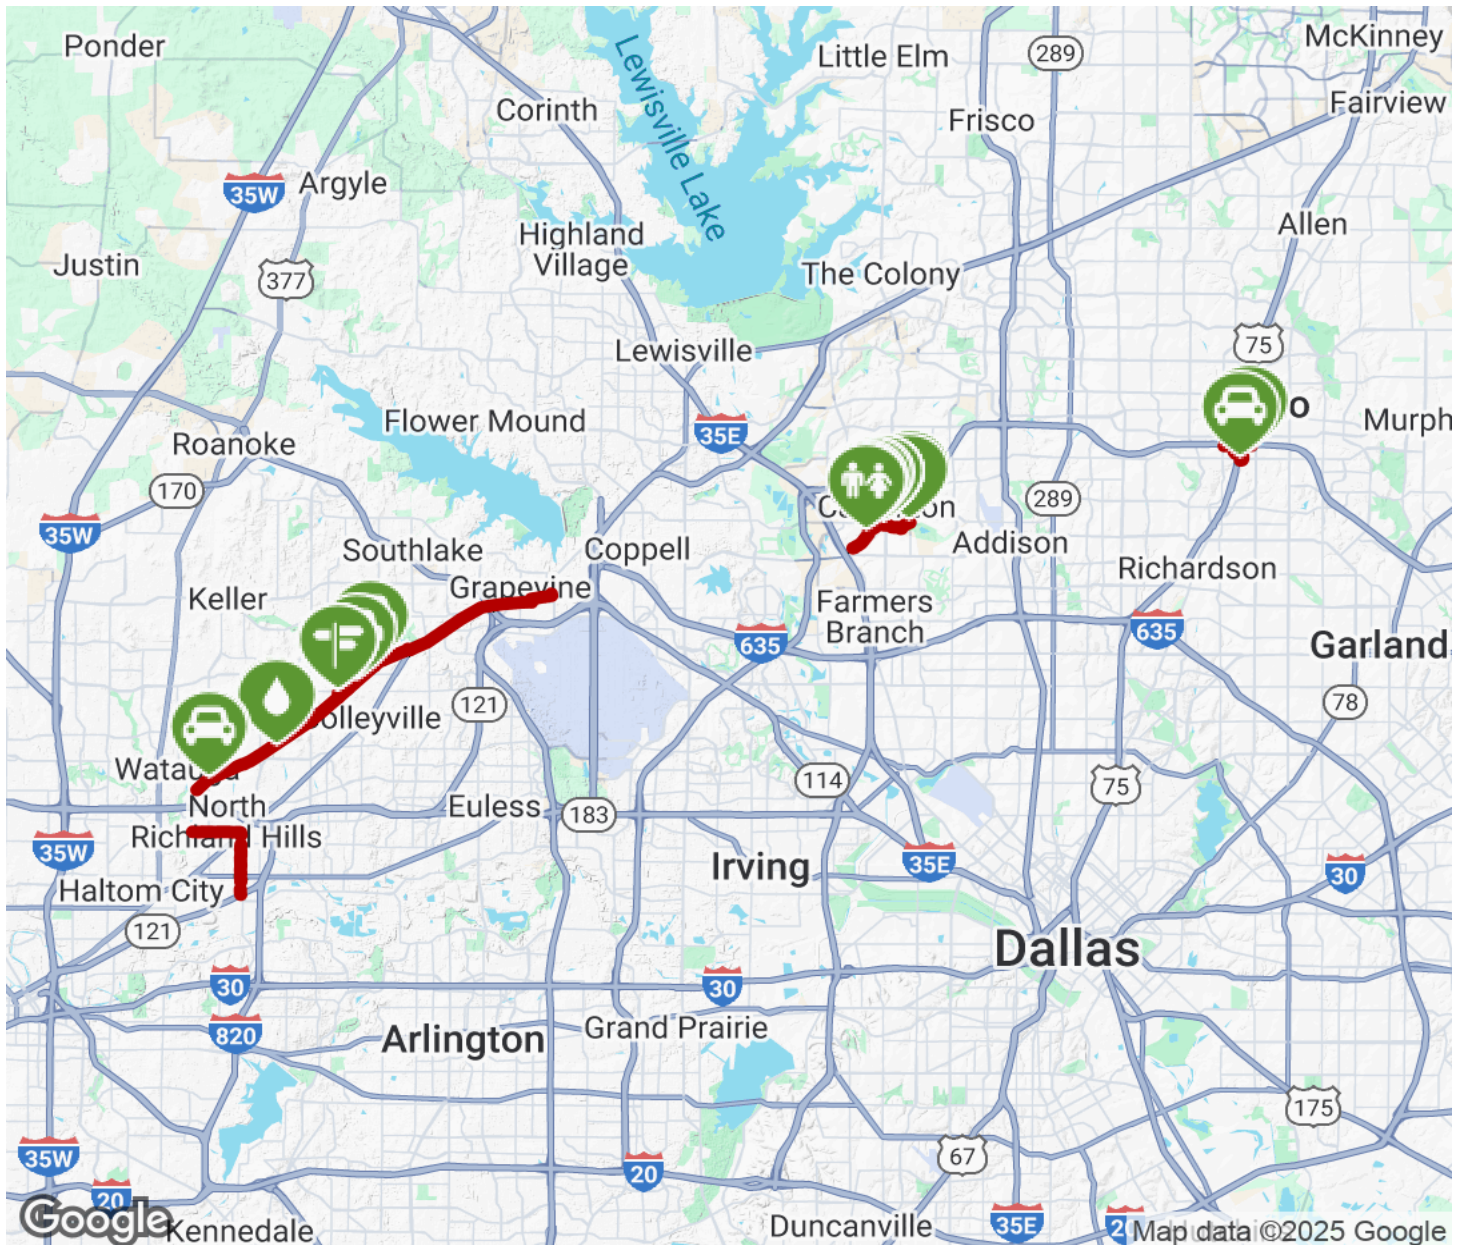 Ponder
McKinney
Little Elm
289
Fairview
Corinth
Frisco
Lewisville Lake
35W
Argyle
Allen
Highland
Village
Justin
377
The Colony
75
Lewisville
Flower Mound
35E
Murph
Roanoke
170
289
35W
Southlake
Coppell
Addison
Richardson
Keller
Grapevine
Farmers
Branch
635
635
Garland
121
78
olleyville
114
75
North
Euless
183
Richland Hills
35W
Irving
35E
30
Haltom City
121
Dallas
30
30
820
Arlington
Grand Prairie
175
35W
67
20
20
Google
Kennedale
Duncanville
35E
2
Map data ©2025 Google